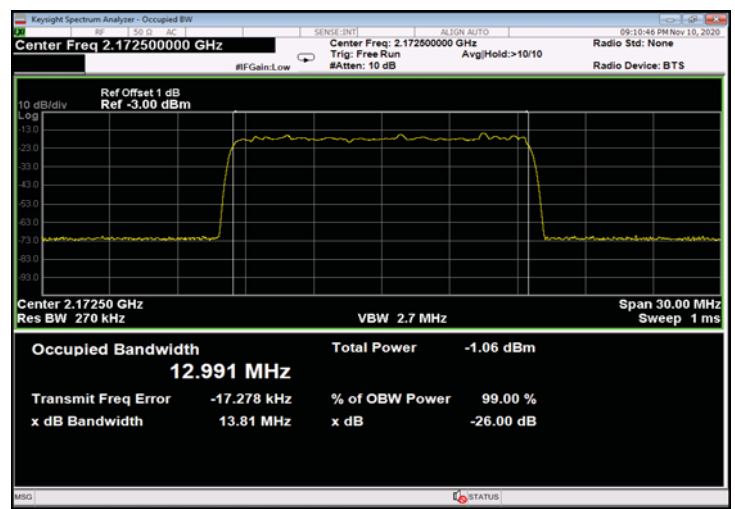 Keysight Spectrum Analyzer - Occupied BW
RF 50 Ω AC SENSE:INT ALIGN AUTO 09:10:46 PM Nov 10, 2020
Center Freq 2.172500000 GHz
Center Freq: 2.172500000 GHz
Radio Std: None
Trig: Free Run Avg|Hold:>10/10
#IFGain:Low #Atten: 10 dB Radio Device: BTS
Ref Offset 1 dB
10 dB/div Ref -3.00 dBm
Log
-13.0
-23.0
-33.0
-43.0
-53.0
-63.0
-73.0
-83.0
-93.0
Center 2.17250 GHz Span 30.00 MHz
Res BW 270 kHz VBW 2.7 MHz Sweep 1 ms
Occupied Bandwidth Total Power -1.06 dBm
12.991 MHz
Transmit Freq Error -17.278 kHz % of OBW Power 99.00 %
x dB Bandwidth 13.81 MHz x dB -26.00 dB
MSG STATUS